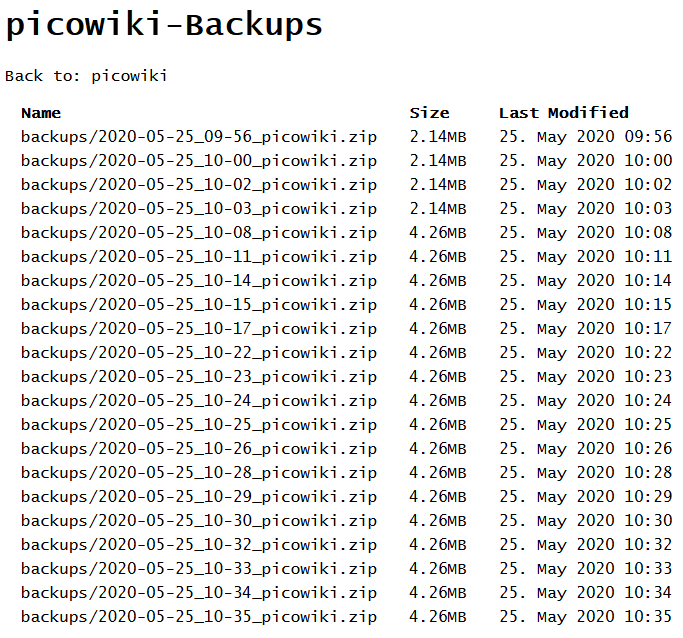 picowiki-Backups
Back to: picowiki
Name Size Last Modified
backups/2020-05-25_09-56_picowiki.zip 2.14MB 25. May 2020 09:56
backups/2020-05-25_10-00_picowiki.zip 2.14MB 25. May 2020 10:00
backups/2020-05-25_10-02_picowiki.zip 2.14MB 25. May 2020 10:02
backups/2020-05-25_10-03_picowiki.zip 2.14MB 25. May 2020 10:03
backups/2020-05-25_10-08_picowiki.zip 4.26MB 25. May 2020 10:08
backups/2020-05-25_10-11_picowiki.zip 4.26MB 25. May 2020 10:11
backups/2020-05-25_10-14_picowiki.zip 4.26MB 25. May 2020 10:14
backups/2020-05-25_10-15_picowiki.zip 4.26MB 25. May 2020 10:15
backups/2020-05-25_10-17_picowiki.zip 4.26MB 25. May 2020 10:17
backups/2020-05-25_10-22_picowiki.zip 4.26MB 25. May 2020 10:22
backups/2020-05-25_10-23_picowiki.zip 4.26MB 25. May 2020 10:23
backups/2020-05-25_10-24_picowiki.zip 4.26MB 25. May 2020 10:24
backups/2020-05-25_10-25_picowiki.zip 4.26MB 25. May 2020 10:25
backups/2020-05-25_10-26_picowiki.zip 4.26MB 25. May 2020 10:26
backups/2020-05-25_10-28_picowiki.zip 4.26MB 25. May 2020 10:28
backups/2020-05-25_10-29_picowiki.zip 4.26MB 25. May 2020 10:29
backups/2020-05-25_10-30_picowiki.zip 4.26MB 25. May 2020 10:30
backups/2020-05-25_10-32_picowiki.zip 4.26MB 25. May 2020 10:32
backups/2020-05-25_10-33_picowiki.zip 4.26MB 25. May 2020 10:33
backups/2020-05-25_10-34_picowiki.zip 4.26MB 25. May 2020 10:34
backups/2020-05-25_10-35_picowiki.zip 4.26MB 25. May 2020 10:35